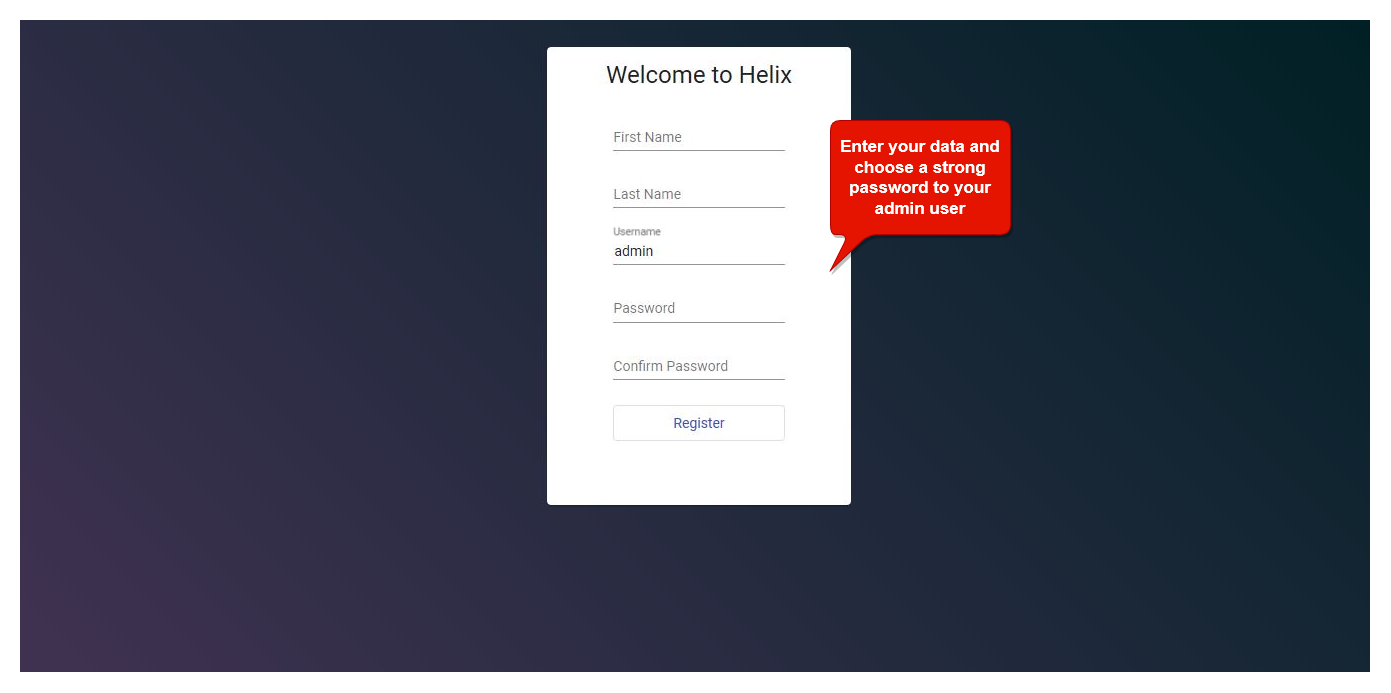 Welcome to Helix
First Name
Last Name
Username
admin
Password
Confirm Password
Register
Enter your data and
choose a strong
password to your
admin user